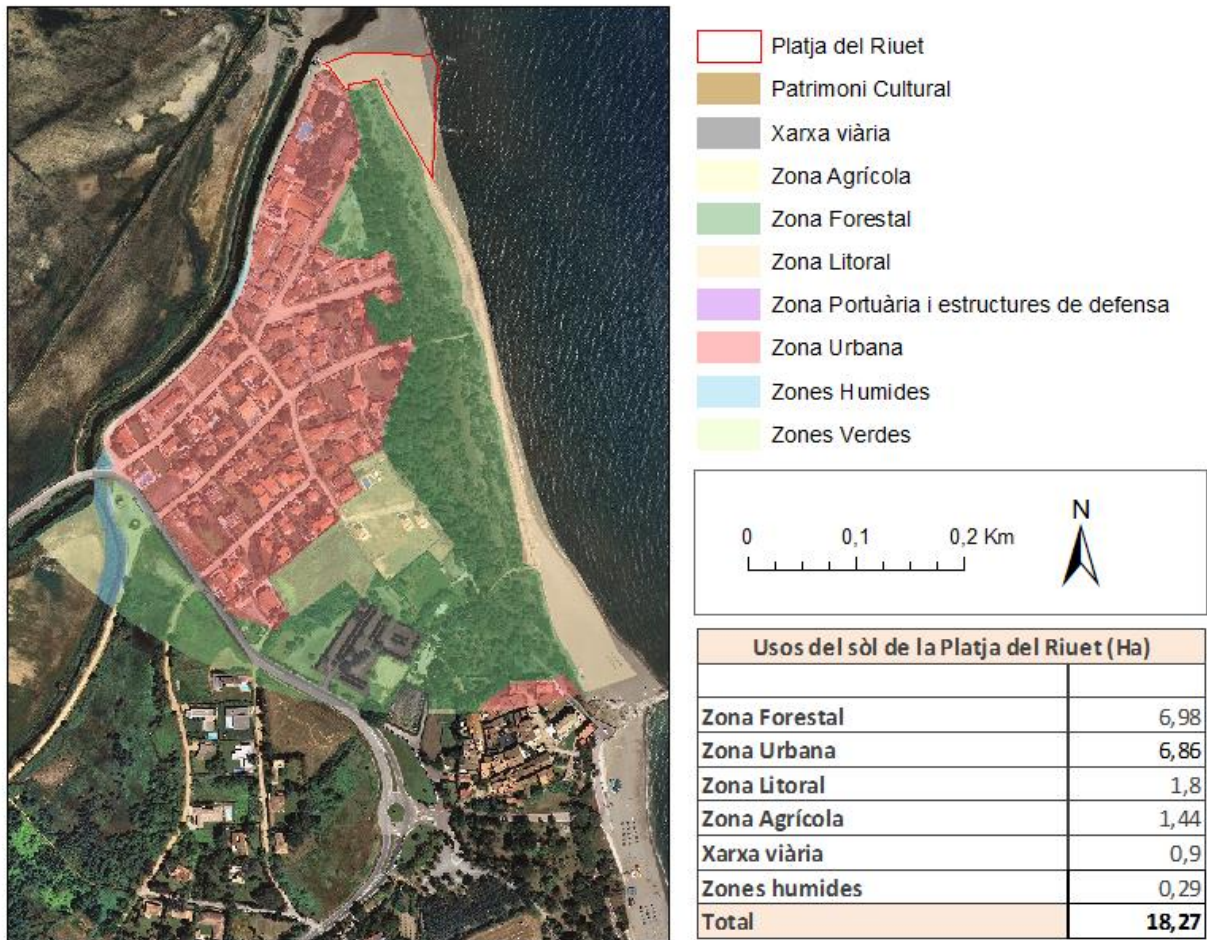 Platja del Riuet
Patrimoni Cultural
Xarxa viària
Zona Agrícola
Zona Forestal
Zona Litoral
Zona Portuària i estructures de defensa
Zona Urbana
Zones Humides
Zones Verdes
N
0 0,1 0,2 Km
Usos del sòl de la Platja del Riuet (Ha)
Zona Forestal 6,98
Zona Urbana 6,86
Zona Litoral 1,8
Zona Agrícola 1,44
Xarxa viària 0,9
Zones humides 0,29
Total 18,27